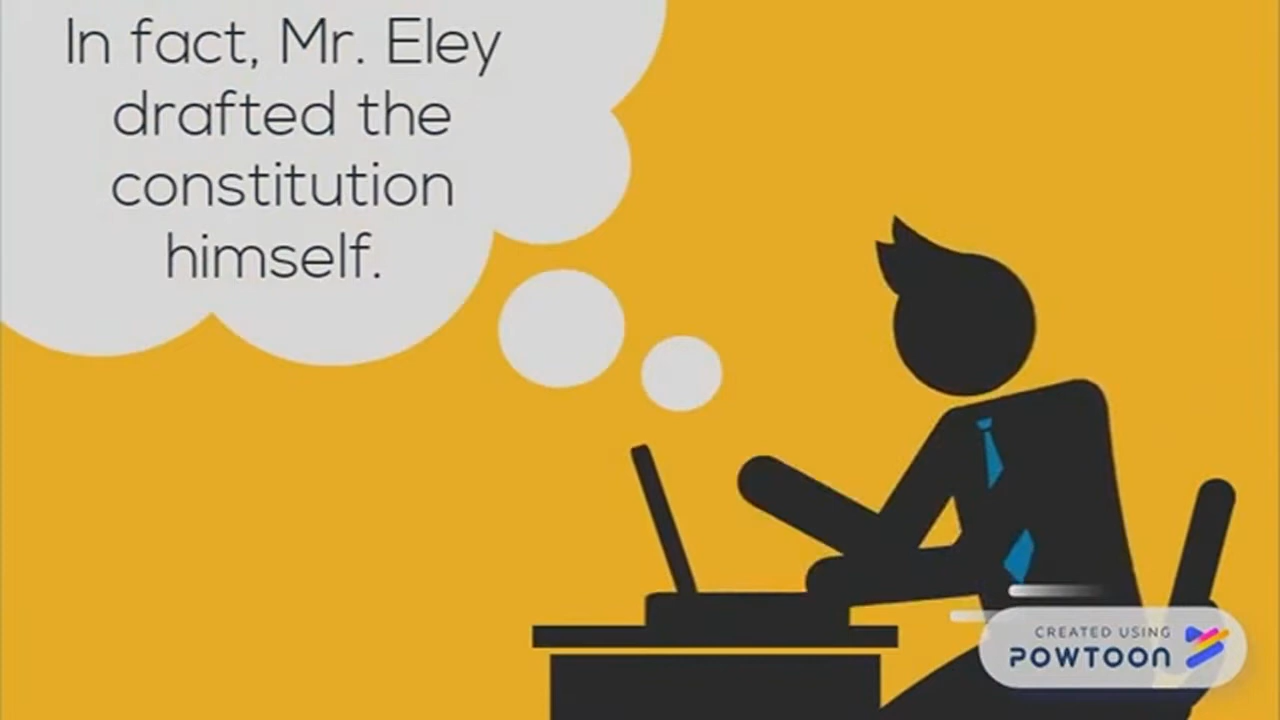 In fact, Mr. Eley
drafted the
constitution
himself.
CREATED USING
POWTOON